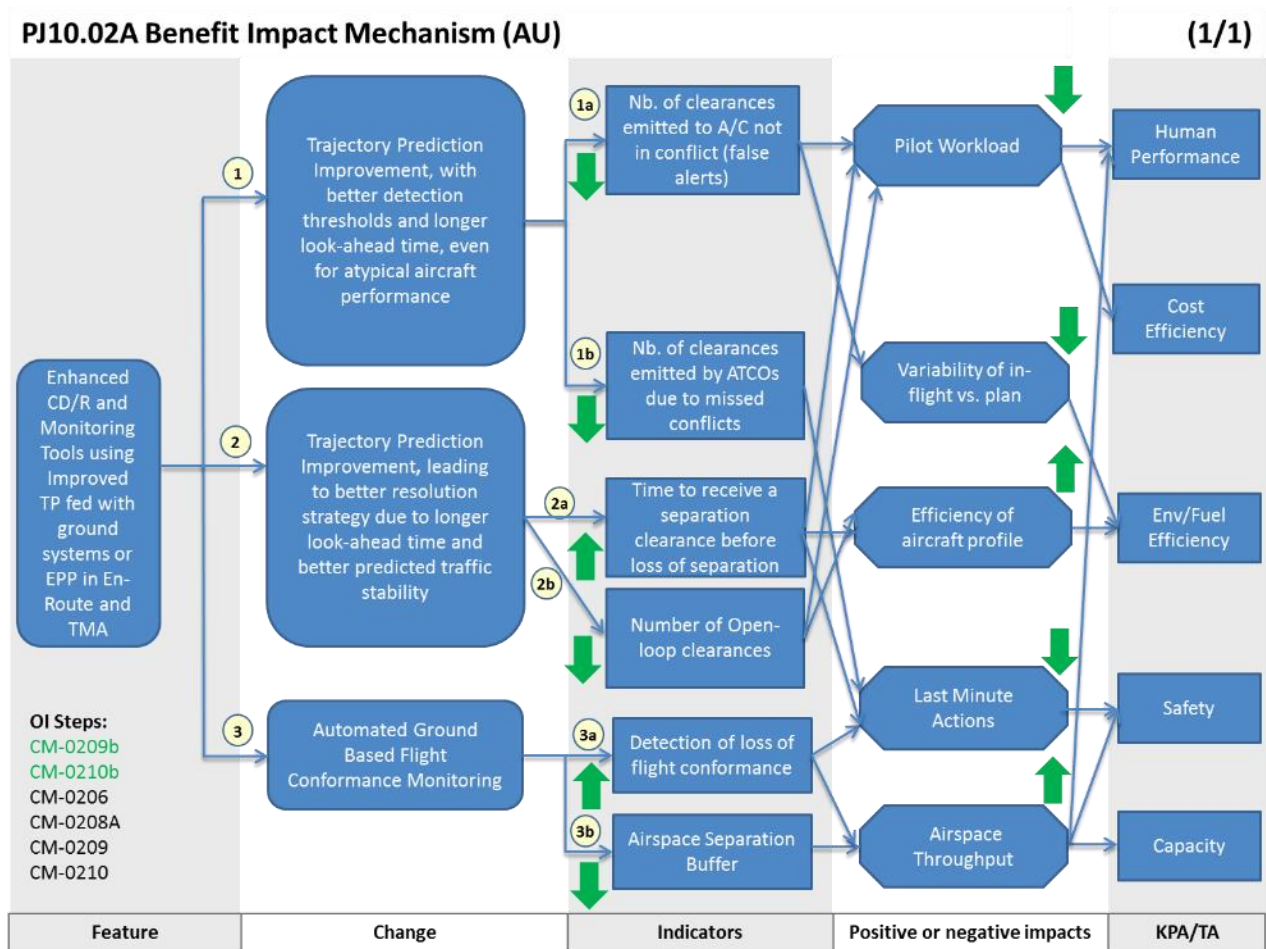 PJ10.02A Benefit Impact Mechanism (AU)
(1/1)
Enhanced
CD/R and
Monitoring
Tools using
Improved
TP fed with
ground
systems or
EPP in En-
Route and
TMA
OI Steps:
CM-0209b
CM-0210b
CM-0206
CM-0208A
CM-0209
CM-0210
1
Trajectory Prediction
Improvement, with
better detection
thresholds and longer
look-ahead time, even
for atypical aircraft
performance
2
Trajectory Prediction
Improvement, leading
to better resolution
strategy due to longer
look-ahead time and
better predicted traffic
stability
3
Automated Ground
Based Flight
Conformance Monitoring
1a
Nb. of clearances
emitted to A/C not
in conflict (false
alerts)
1b
Nb. of clearances
emitted by ATCOs
due to missed
conflicts
2a
Time to receive a
separation
clearance before
loss of separation
2b
Number of Open-
loop clearances
3a
Detection of loss of
flight conformance
3b
Airspace Separation
Buffer
Pilot Workload
Variability of in-
flight vs. plan
Efficiency of
aircraft profile
Last Minute
Actions
Airspace
Throughput
Human
Performance
Cost
Efficiency
Env/Fuel
Efficiency
Safety
Capacity
Feature
Change
Indicators
Positive or negative impacts
KPA/TA